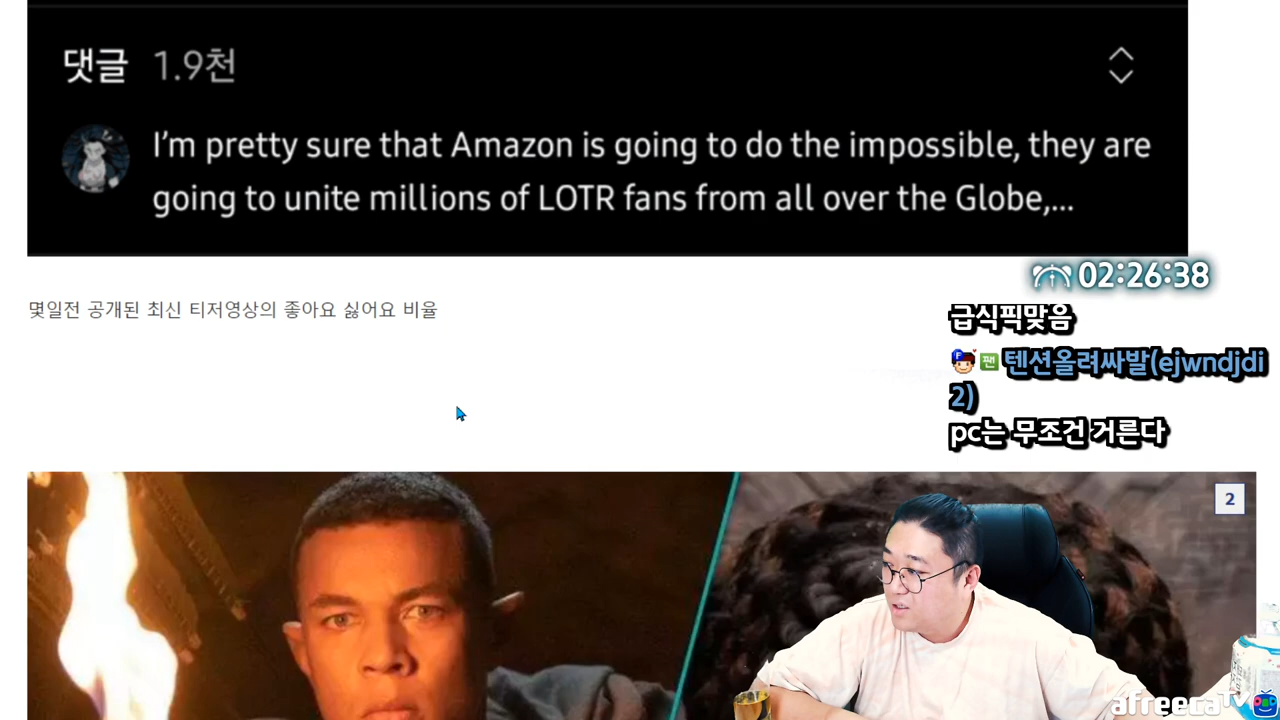 댓글 1.9천
I'm pretty sure that Amazon is going to do the impossible, they are
going to unite millions of LOTR fans from all over the Globe,...
02:26:38
몇일전 공개된 최신 티저영상의 좋아요 싫어요 비율
급식픽맞음
F 팬 텐션올려싸발(ejwndjdi
2)
pc는 무조건 거른다
2
afreecaTV